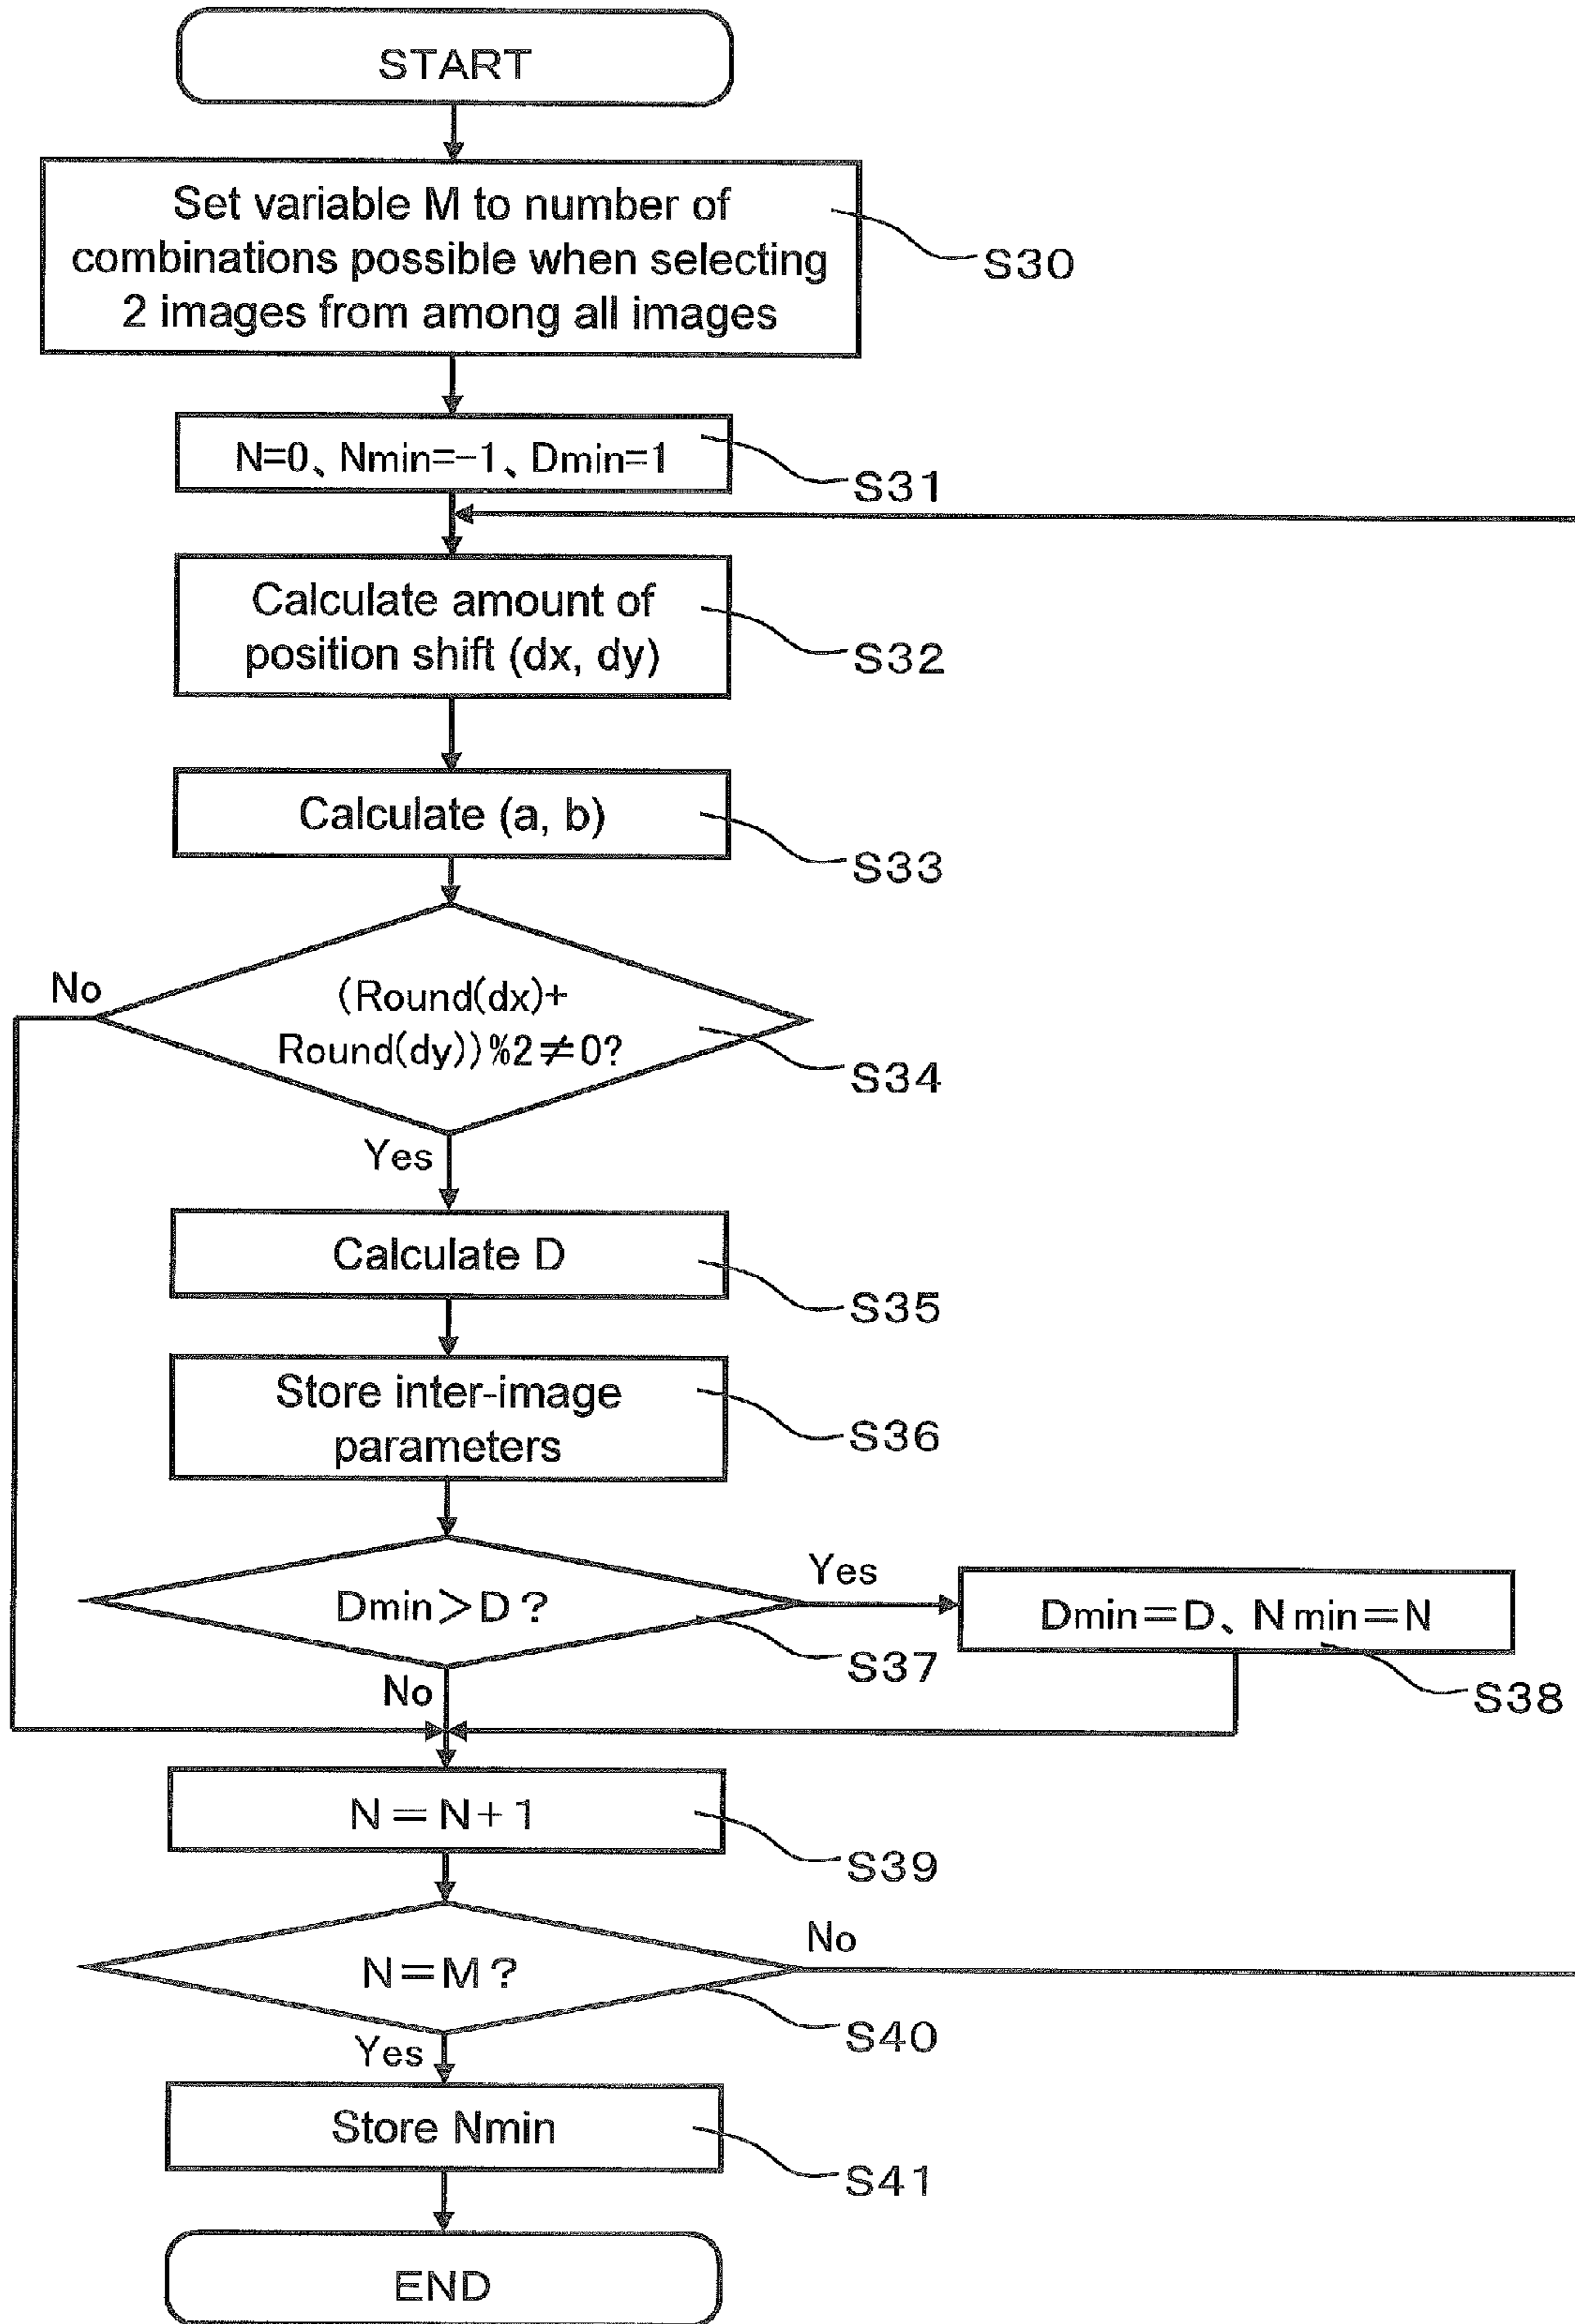 START
Set variable M to number of
combinations possible when selecting
2 images from among all images
S30
N=0、Nmin=-1、Dmin=1
S31
Calculate amount of
position shift (dx, dy)
S32
Calculate (a, b)
S33
No
(Round(dx)+
Round(dy))%2≠0?
S34
Yes
Calculate D
S35
Store inter-image
parameters
S36
Dmin>D?
Yes
S37
Dmin=D、Nmin=N
S38
No
N=N+1
S39
N=M?
No
S40
Yes
Store Nmin
S41
END